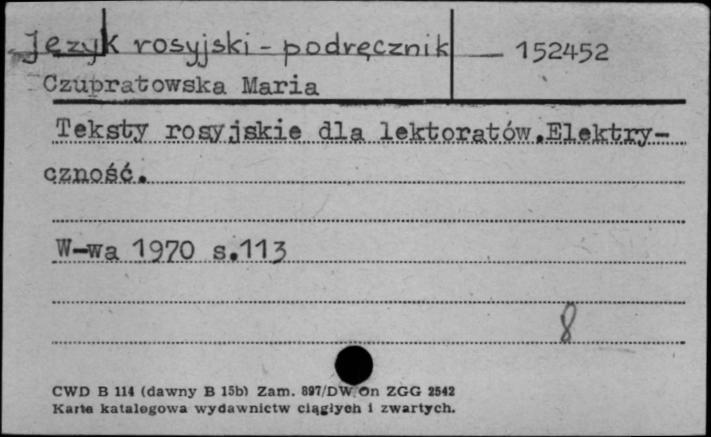 Język rosyjski - podręcznik — 152452
Czupratowska Maria
Teksty rosyjskie dla lektoratów. Elektry-
czność.
W-wa 1970 s.113
8
CWD B 114 (dawny B 15b) Zam. 897/DW. On ZGG 2542
Karta katalogowa wydawnictw ciągłych i zwartych.